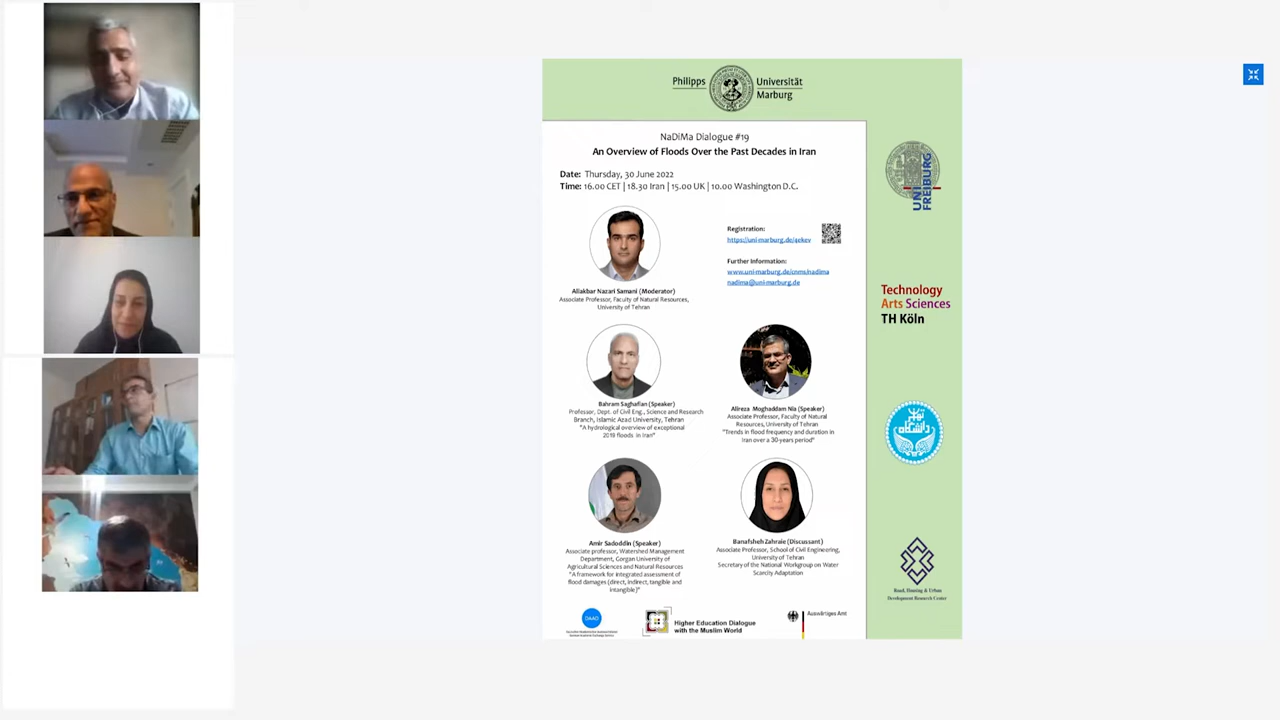 Philipps
Universität
Marburg
NaDiMa Dialogue #19
An Overview of Floods Over the Past Decades in Iran
Date: Thursday, 30 June 2022
Time: 16.00 CET | 18.30 Iran | 15.00 UK | 10.00 Washington D.C.
Registration:
https://uni-marburg.de/4ekev
Further Information:
www.uni-marburg.de/cnms/nadima
nadima@uni-marburg.de
Aliakbar Nazari Samani (Moderator)
Associate Professor, Faculty of Natural Resources,
University of Tehran
Bahram Saghafian (Speaker)
Professor, Dept. of Civil Eng., Science and Research
Branch, Islamic Azad University, Tehran
"A hydrological overview of exceptional
2019 floods in Iran"
Alireza Moghaddam Nia (Speaker)
Associate Professor, Faculty of Natural
Resources, University of Tehran
"Trends in flood frequency and duration in
Iran over a 30-years period"
Amir Sadoddin (Speaker)
Associate professor, Watershed Management
Department, Gorgan University of
Agricultural Sciences and Natural Resources
"A framework for integrated assessment of
flood damages (direct, indirect, tangible and
intangible)"
Banafsheh Zahraie (Discussant)
Associate Professor, School of Civil Engineering,
University of Tehran
Secretary of the National Workgroup on Water
Scarcity Adaptation
UNI
FREIBURG
Technology
Arts Sciences
TH Köln
Road, Housing & Urban
Development Research Center
DAAD
Higher Education Dialogue
with the Muslim World
Auswärtiges Amt